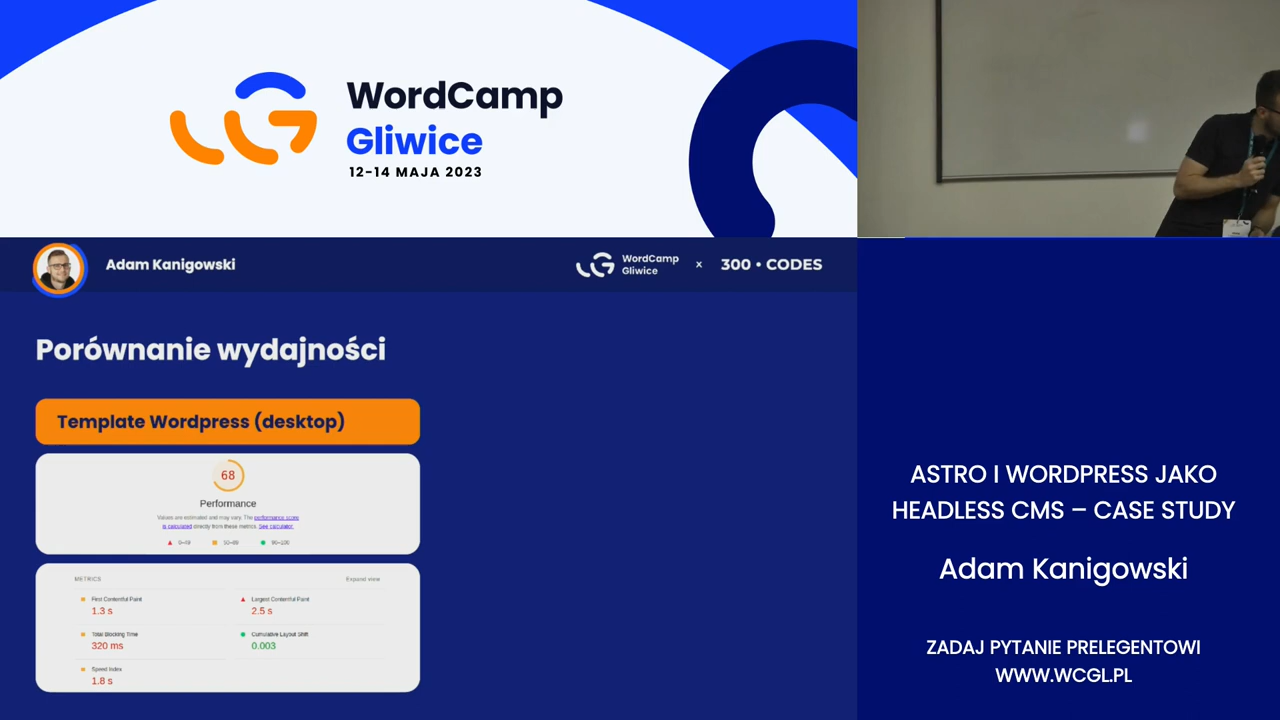 WordCamp
Gliwice
12-14 MAJA 2023
Adam Kanigowski
WordCamp
Gliwice
x
300 • CODES
Porównanie wydajności
Template Wordpress (desktop)
68
Performance
Values are estimated and may vary. The performance score
is calculated directly from these metrics. See calculator.
0–49
50–89
90–100
METRICS
Expand view
First Contentful Paint
1.3 s
Largest Contentful Paint
2.5 s
Total Blocking Time
320 ms
Cumulative Layout Shift
0.003
Speed Index
1.8 s
ASTRO I WORDPRESS JAKO
HEADLESS CMS – CASE STUDY
Adam Kanigowski
ZADAJ PYTANIE PRELEGENTOWI
WWW.WCGL.PL